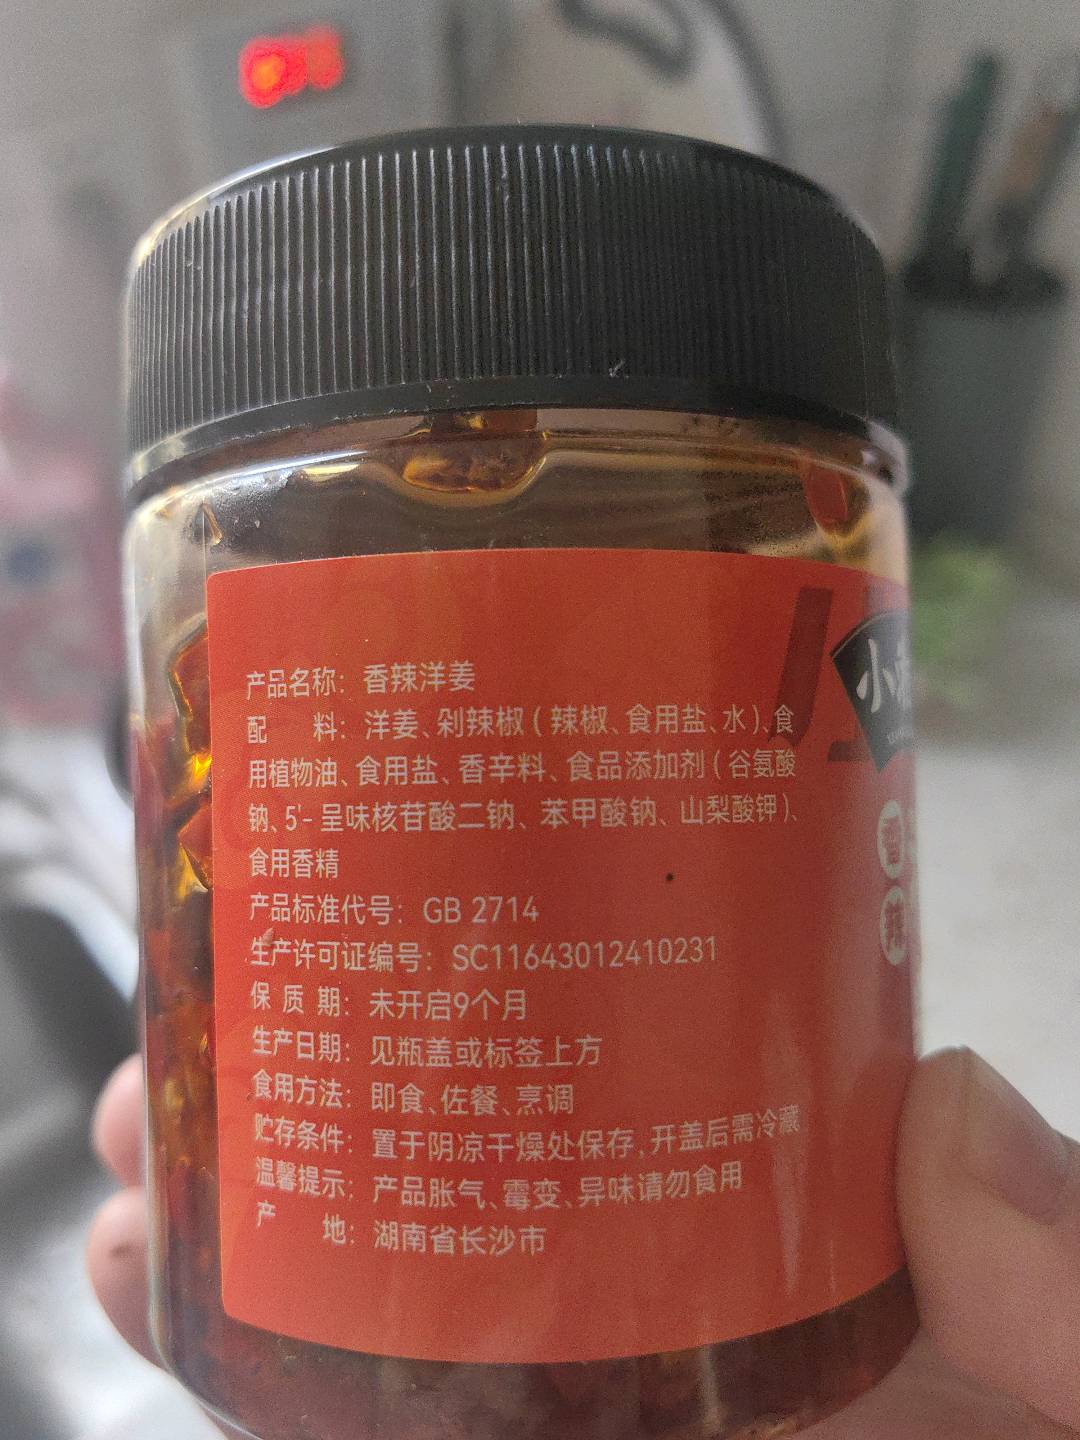 产品名称：香辣洋姜
配 料：洋姜、剁辣椒（辣椒、食用盐、水）、食
用植物油、食用盐、香辛料、食品添加剂（谷氨酸
钠、5'-呈味核苷酸二钠、苯甲酸钠、山梨酸钾）、
食用香精
产品标准代号：GB 2714
生产许可证编号：SC11643012410231
保质期：未开启9个月
生产日期：见瓶盖或标签上方
食用方法：即食、佐餐、烹调
贮存条件：置于阴凉干燥处保存，开盖后需冷藏
温馨提示：产品胀气、霉变、异味请勿食用
产 地：湖南省长沙市
小
香
辣